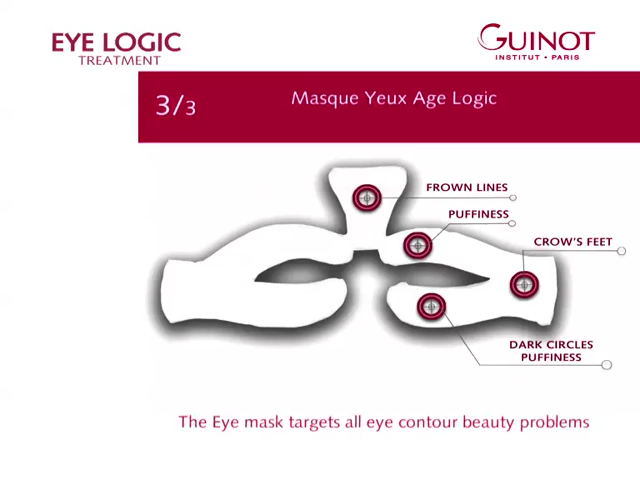 EYE LOGIC
TREATMENT
GUINOT
INSTITUT • PARIS
3/3
Masque Yeux Age Logic
FROWN LINES
PUFFINESS
CROW'S FEET
DARK CIRCLES
PUFFINESS
The Eye mask targets all eye contour beauty problems